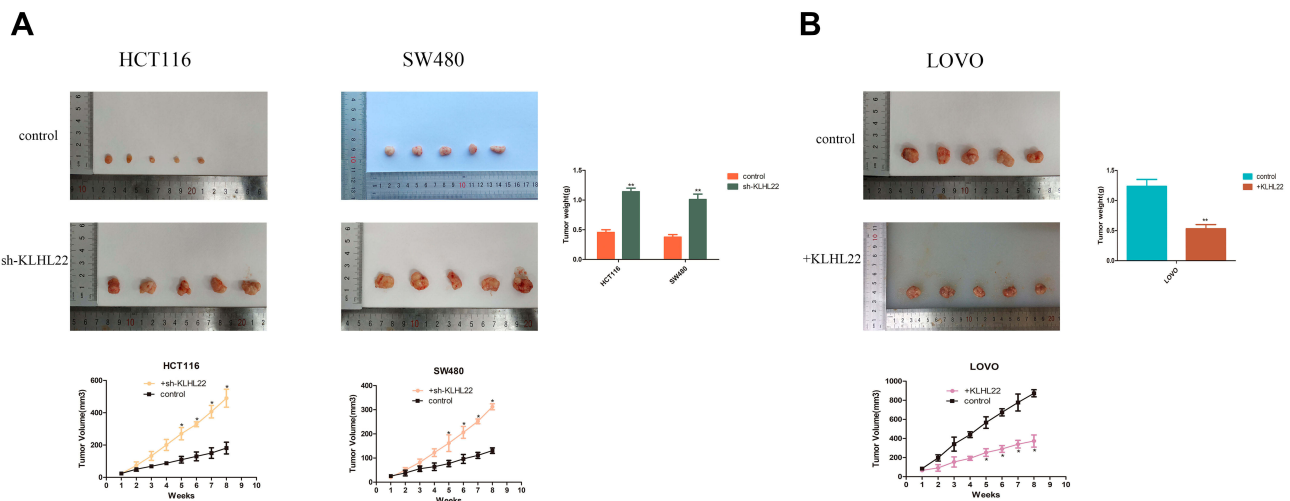 A
B
HCT116
SW480
LOVO
control
sh-KLHL22
control
+KLHL22
Tumor weight(g)
1.5
1.0
0.5
0.0
HCT116
SW480
control
sh-KLHL22
**
**
Tumor weight(g)
1.5
1.0
0.5
0.0
LOVO
control
+KLHL22
**
HCT116
+sh-KLHL22
control
Tumor Volume(mm3)
600
400
200
0
0 1 2 3 4 5 6 7 8 9 10
Weeks
* * * *
SW480
+sh-KLHL22
control
Tumor Volume(mm3)
400
300
200
100
0
0 1 2 3 4 5 6 7 8 9 10
Weeks
* * * *
LOVO
+KLHL22
control
Tumor Volume(mm3)
1000
800
600
400
200
0
0 1 2 3 4 5 6 7 8 9 10
Weeks
* * * *